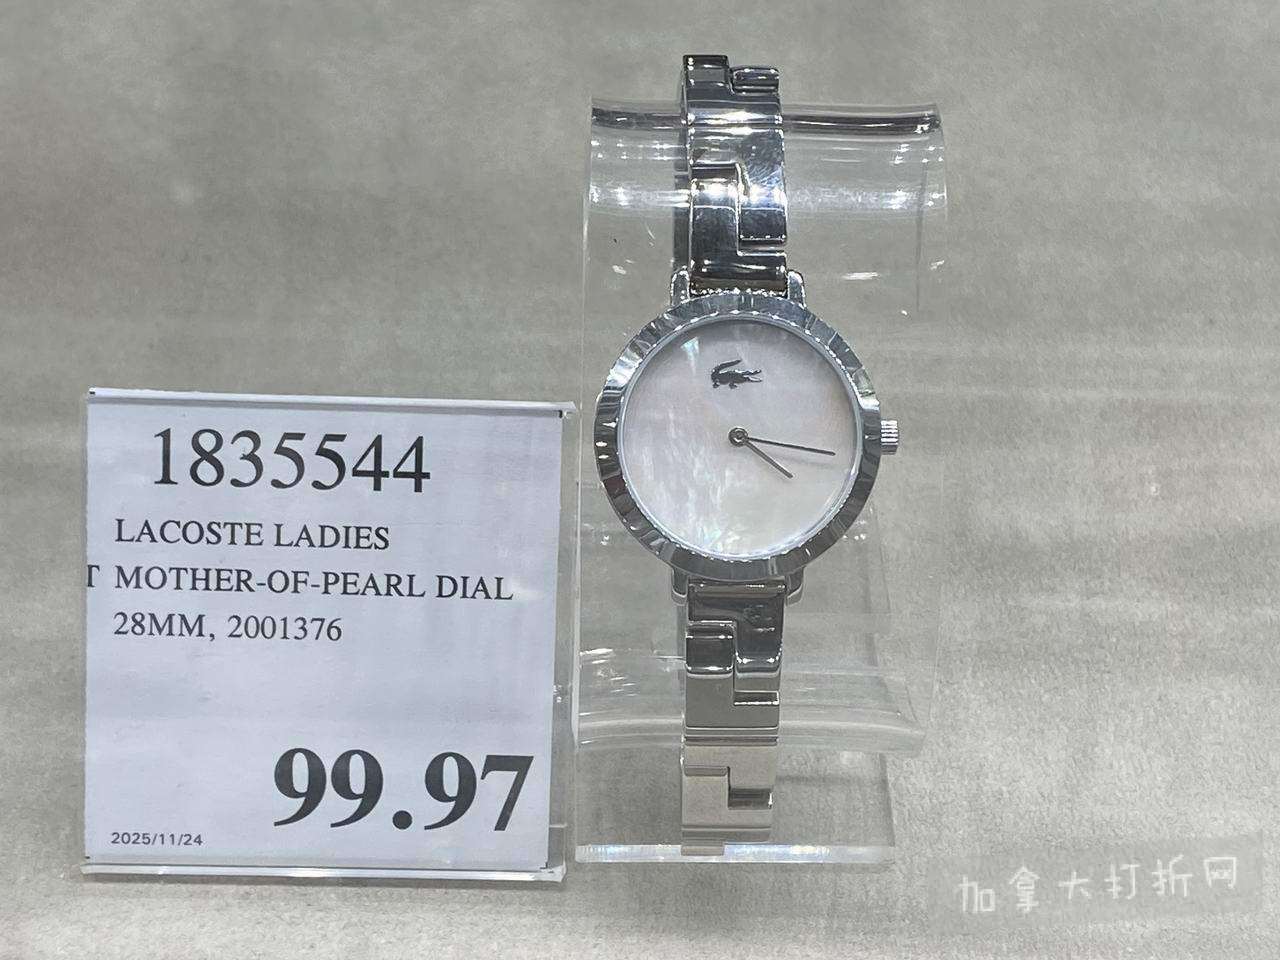 1835544
LACOSTE LADIES
T MOTHER-OF-PEARL DIAL
28MM, 2001376
99.97
2025/11/24
加拿大打折网